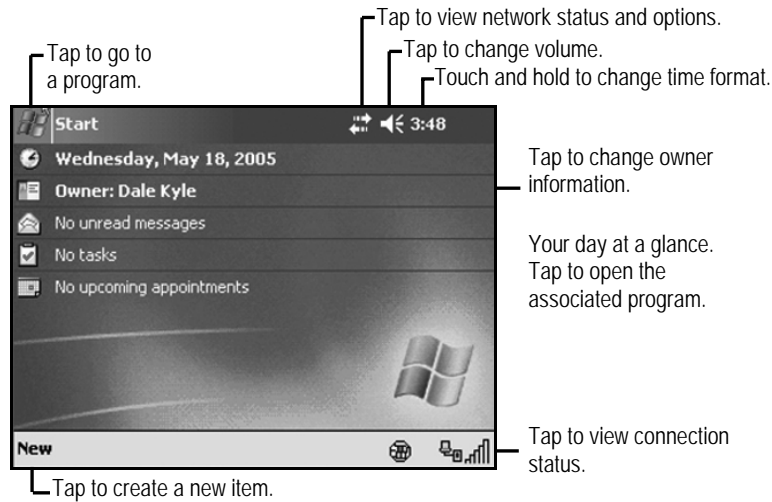 Tap to view network status and options.
Tap to change volume.
Touch and hold to change time format.
Tap to go to
a program.
Start
3:48
Wednesday, May 18, 2005
Owner: Dale Kyle
No unread messages
No tasks
No upcoming appointments
Tap to change owner
information.
Your day at a glance.
Tap to open the
associated program.
New
Tap to view connection
status.
Tap to create a new item.